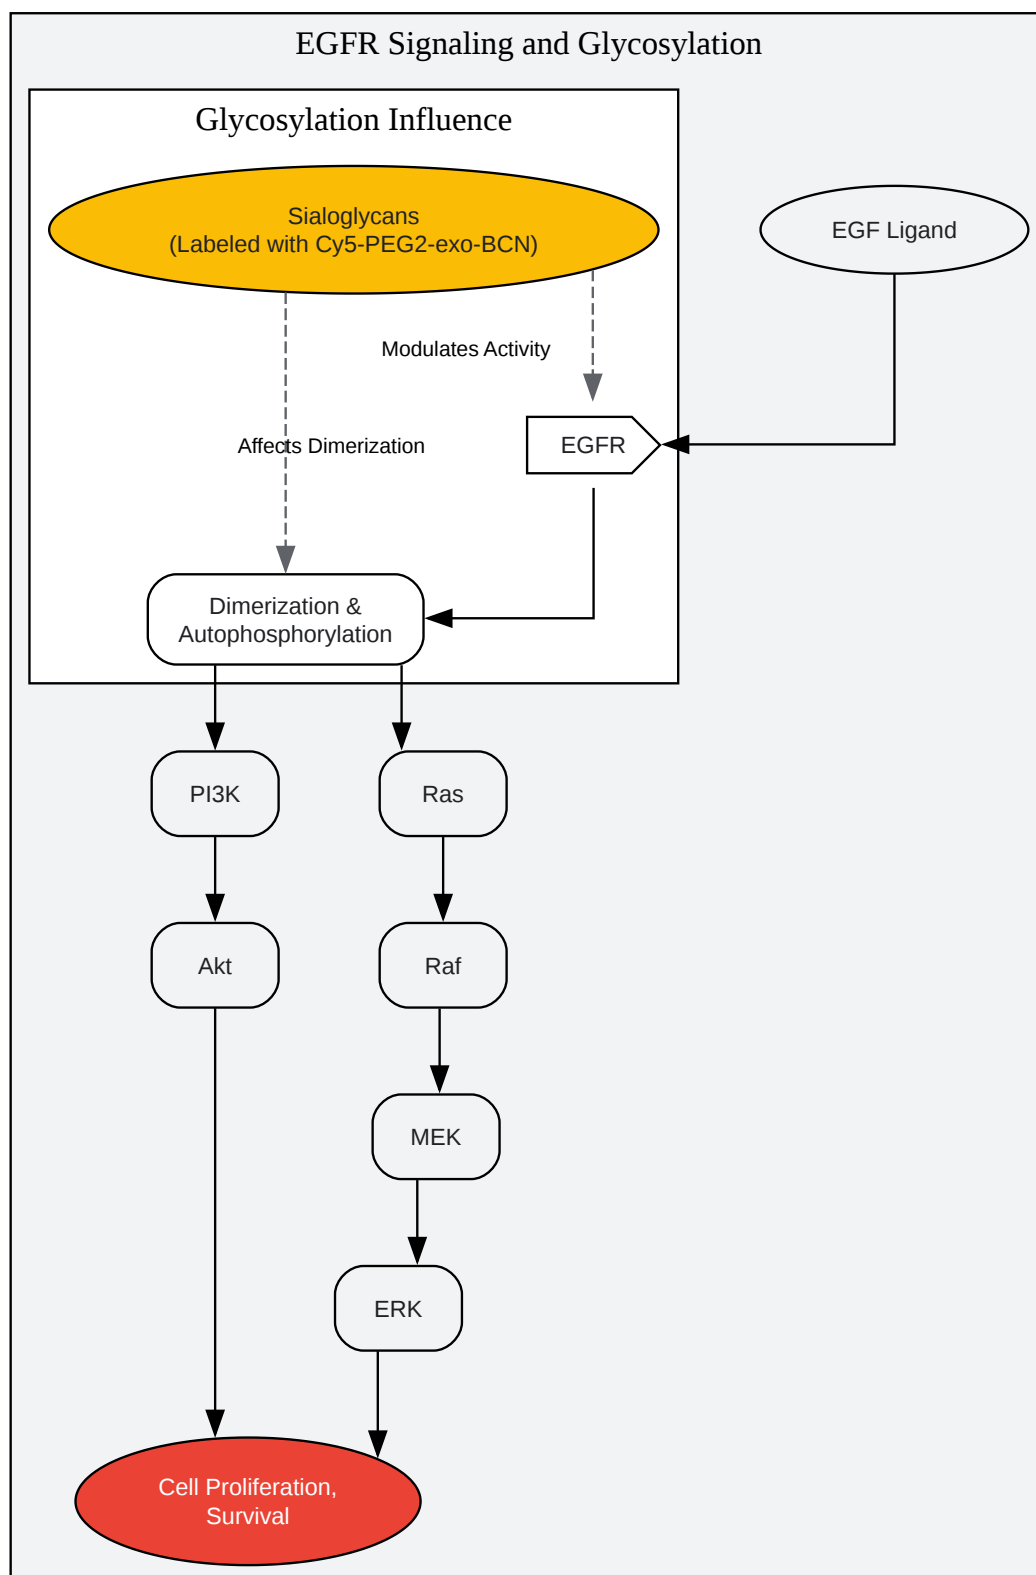 EGFR Signaling and Glycosylation
Glycosylation Influence
Sialoglycans
(Labeled with Cy5-PEG2-exo-BCN)
EGF Ligand
Modulates Activity
Affects Dimerization
EGFR
Dimerization &
Autophosphorylation
PI3K
Ras
Akt
Raf
MEK
ERK
Cell Proliferation,
Survival